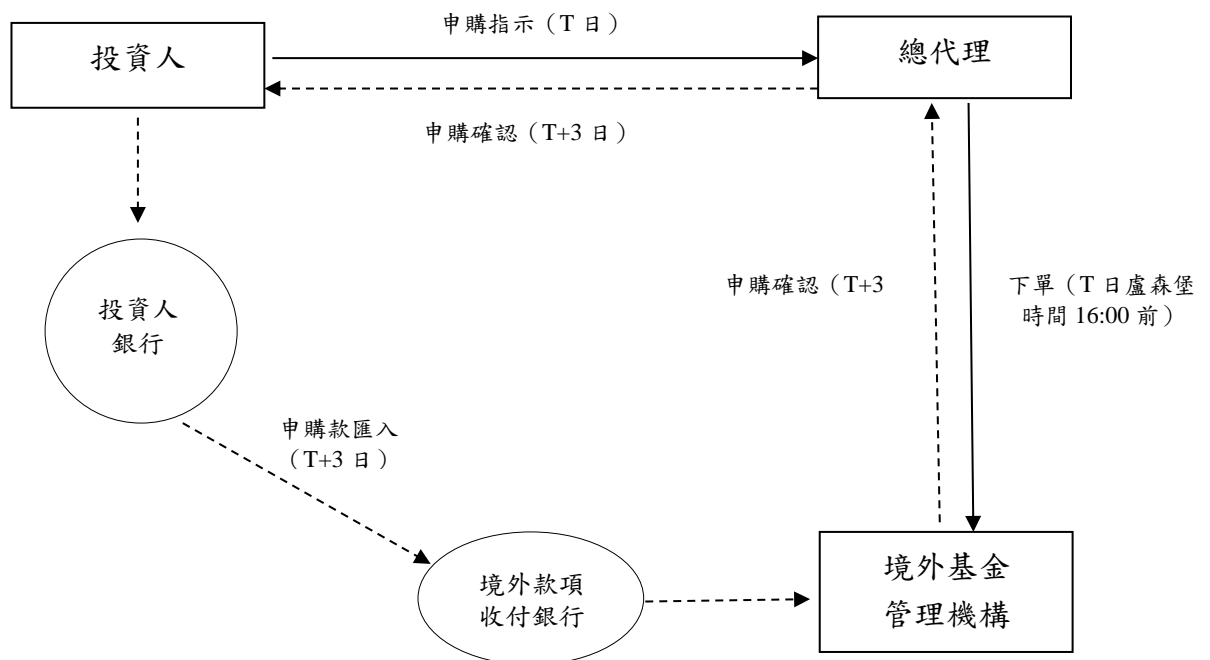 申購指示（T 日）
投資人
總代理
申購確認（T+3 日）
投資人
銀行
申購確認（T+3
下單（T 日盧森堡
時間 16:00 前）
申購款匯入
（T+3 日）
境外款項
收付銀行
境外基金
管理機構